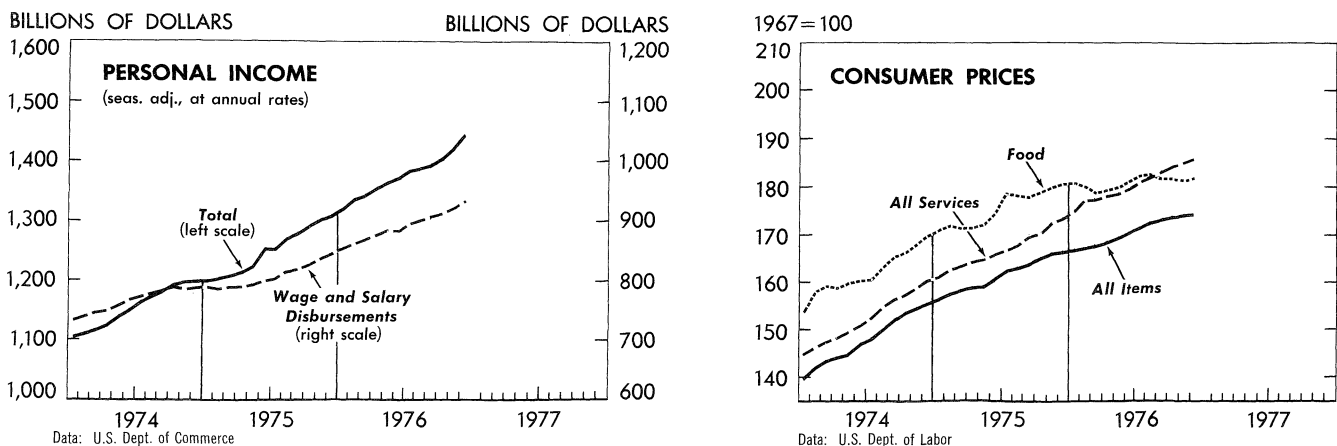 BILLIONS OF DOLLARS
BILLIONS OF DOLLARS
1,600
1,500
1,400
1,300
1,200
1,100
1,000
PERSONAL INCOME
(seas. adj., at annual rates)
Total
(left scale)
Wage and Salary
Disbursements
(right scale)
1,200
1,100
1,000
900
800
700
600
1974
1975
1976
1977
Data: U.S. Dept. of Commerce
1967=100
210
200
190
180
170
160
150
140
CONSUMER PRICES
Food
All Services
All Items
1974
1975
1976
1977
Data: U.S. Dept. of Labor